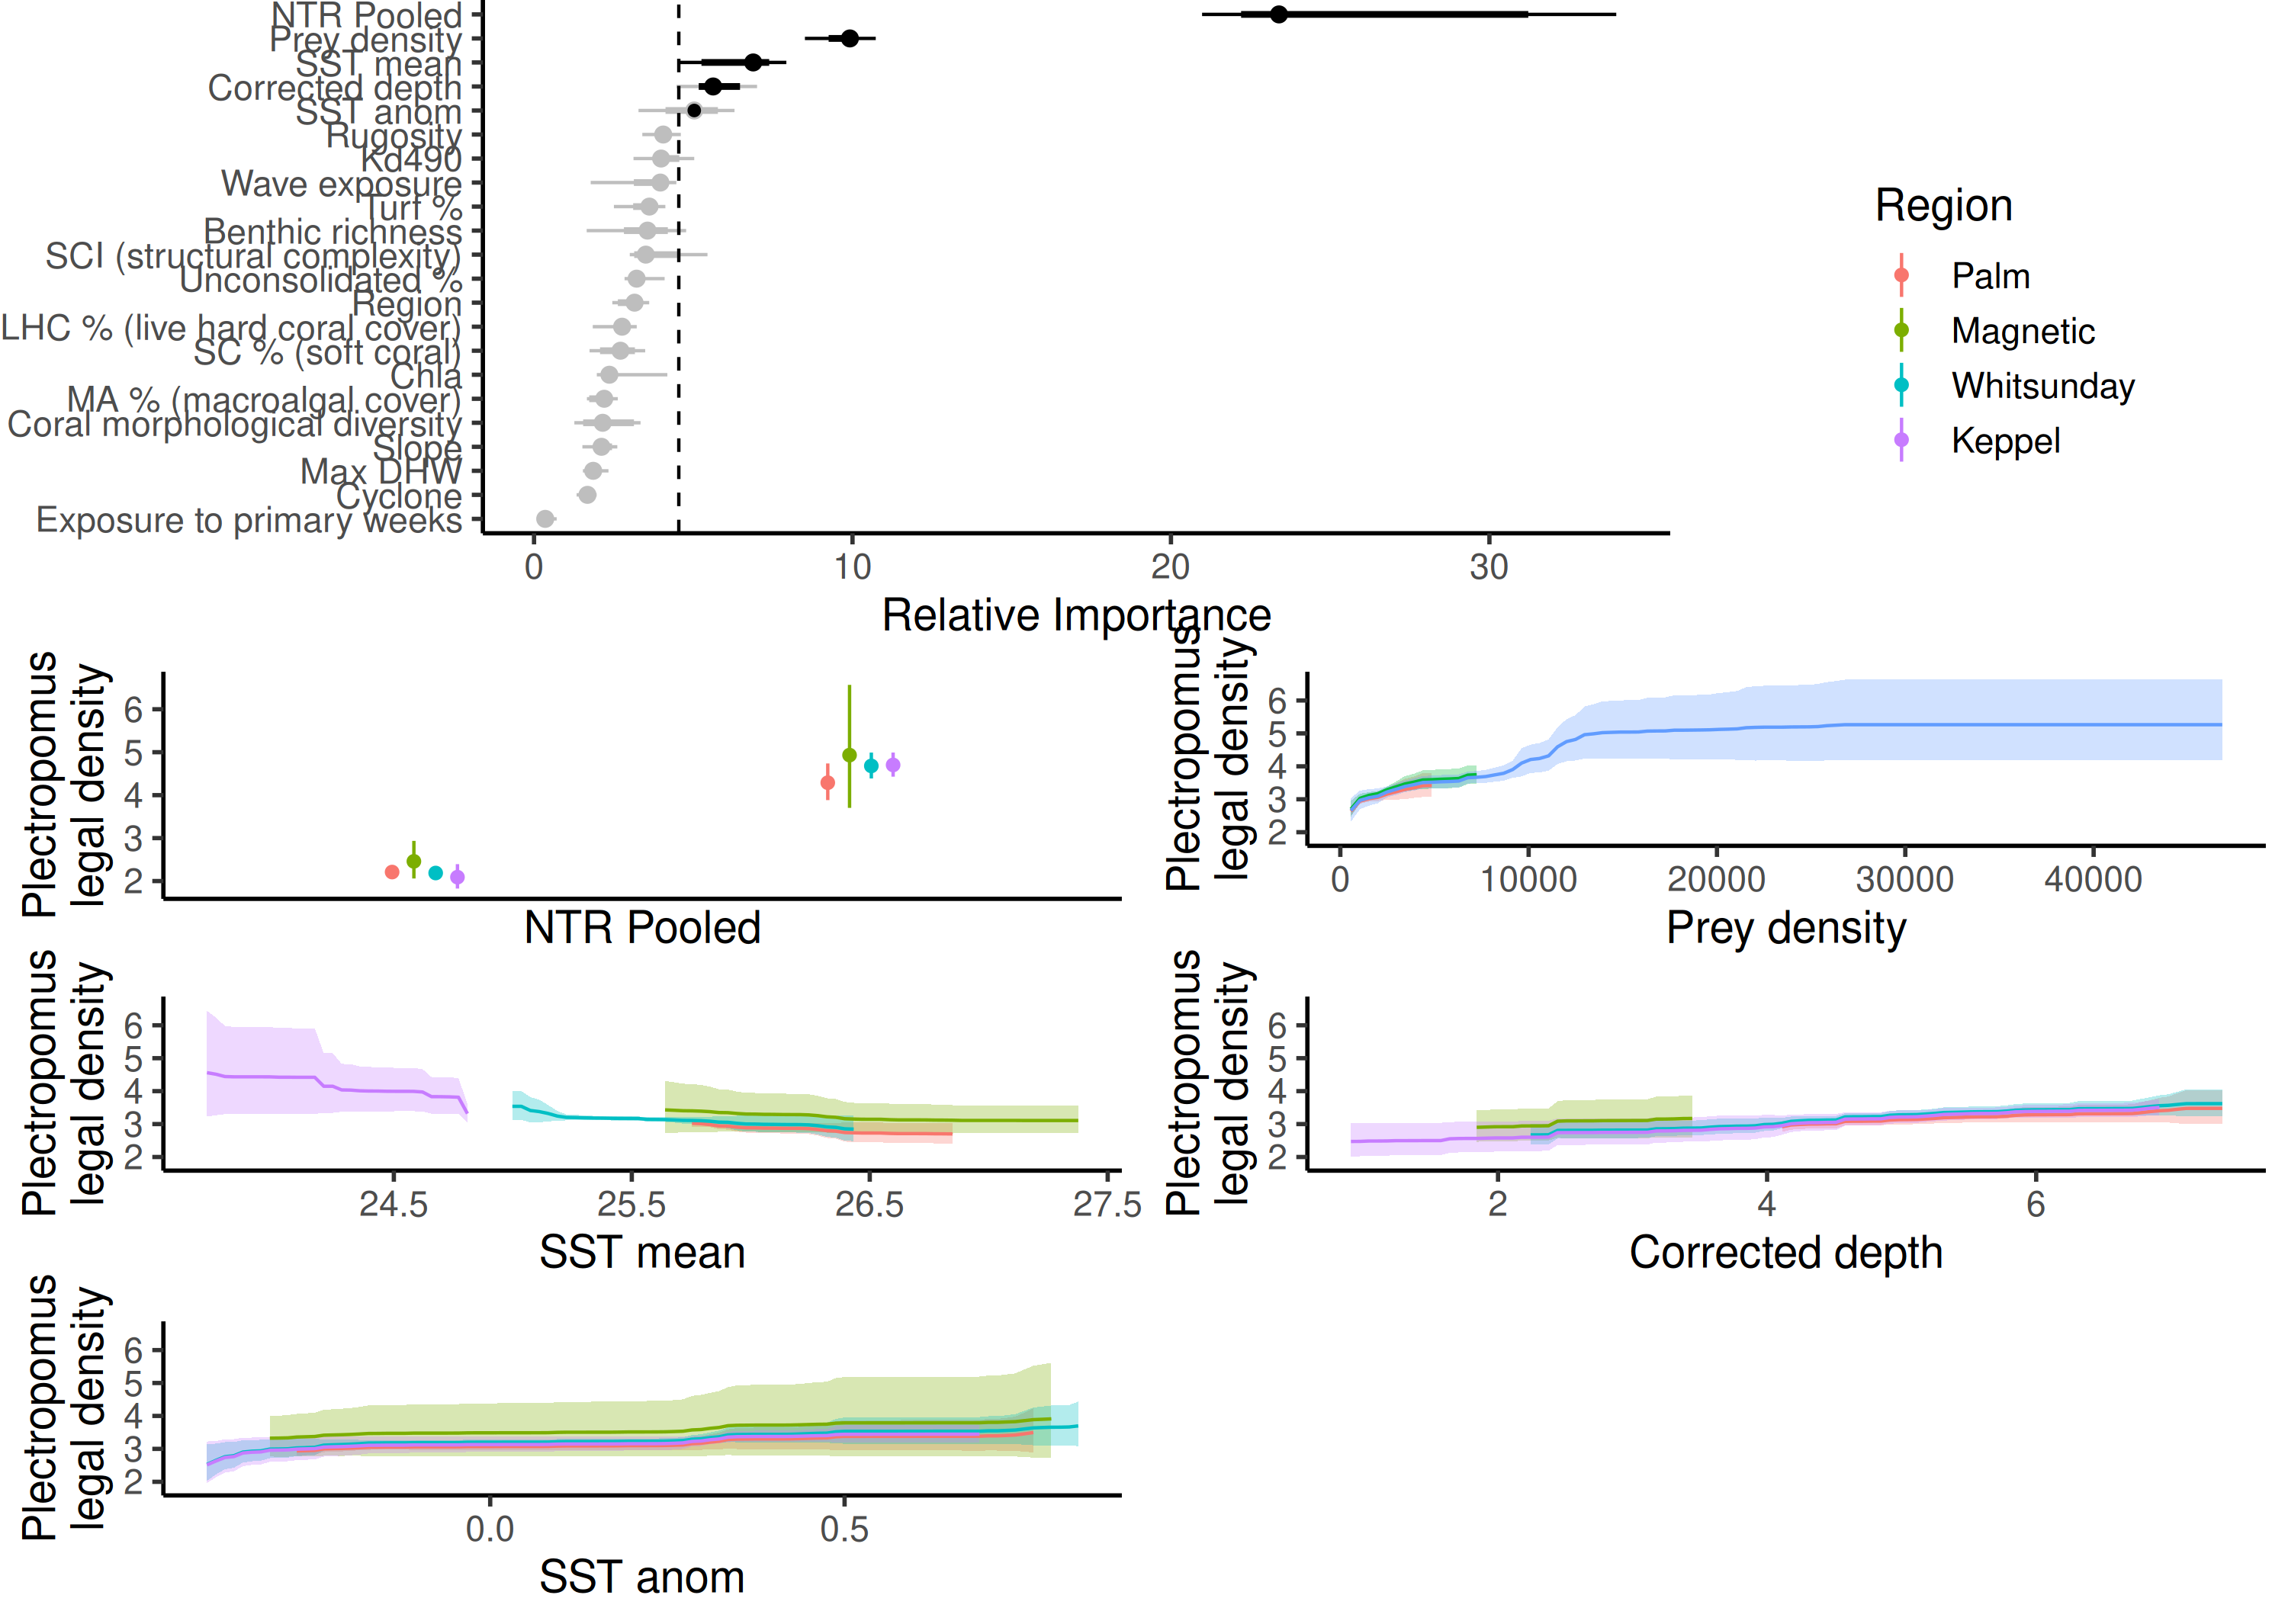 NTR Pooled
Prey density
SST mean
Corrected depth
SST anom
Rugosity
Kd490
Wave exposure
Turf %
Benthic richness
SCI (structural complexity)
Unconsolidated %
Region
LHC % (live hard coral cover)
SC % (soft coral)
Chla
MA % (macroalgal cover)
Coral morphological diversity
Slope
Max DHW
Cyclone
Exposure to primary weeks
0 10 20 30
Relative Importance
Region
Palm
Magnetic
Whitsunday
Keppel
Plectropomus
legal density
6
5
4
3
2
NTR Pooled
Plectropomus
legal density
6
5
4
3
2
0 10000 20000 30000 40000
Prey density
Plectropomus
legal density
6
5
4
3
2
24.5 25.5 26.5 27.5
SST mean
Plectropomus
legal density
6
5
4
3
2
2 4 6
Corrected depth
Plectropomus
legal density
6
5
4
3
2
0.0 0.5
SST anom